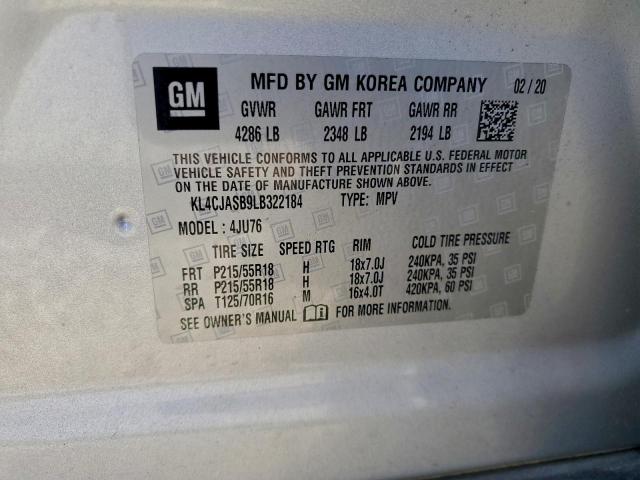 GM MFD BY GM KOREA COMPANY 02 / 20
GVWR GAWR FRT GAWR RR
4286 LB 2348 LB 2194 LB
THIS VEHICLE CONFORMS TO ALL APPLICABLE U.S. FEDERAL MOTOR
VEHICLE SAFETY AND THEFT PREVENTION STANDARDS
IN EFFECT ON THE DATE OF MANUFACTURE SHOWN ABOVE.
KL4CJASB9LB322184 TYPE: MPV
MODEL : 4JU76
TIRE SIZE SPEED RTG RIM COLD TIRE PRESSURE
FRT P215/55R18 H 18x7.0J 240KPA, 35 PSI
RR P215/55R18 H 18x7.0J 240KPA, 35 PSI
SPA T125/70R16 M 16x4.0T 420KPA, 60 PSI
SEE OWNER'S MANUAL FOR MORE INFORMATION